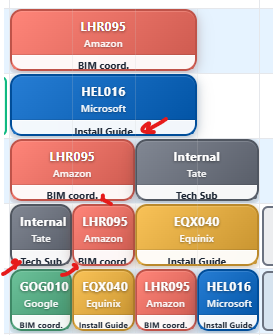 LHR095
Amazon
BIM coord.
HEL016
Microsoft
Install Guide
LHR095
Amazon
BIM coord.
Internal
Tate
Tech Sub
Internal
Tate
Tech Sub
LHR095
Amazon
BIM coord.
EQX040
Equinix
Install Guide
GOG010
Google
BIM coord.
EQX040
Equinix
Install Guide
LHR095
Amazon
BIM coord.
HEL016
Microsoft
Install Guide